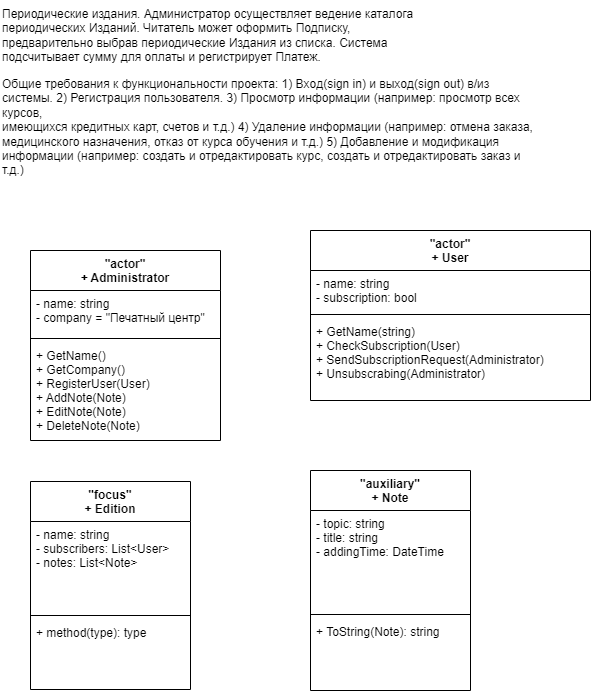 Периодические издания. Администратор осуществляет ведение каталога
периодических Изданий. Читатель может оформить Подписку,
предварительно выбрав периодические Издания из списка. Система
подсчитывает сумму для оплаты и регистрирует Платеж.
Общие требования к функциональности проекта: 1) Вход(sign in) и выход(sign out) в/из
системы. 2) Регистрация пользователя. 3) Просмотр информации (например: просмотр всех
курсов,
имеющихся кредитных карт, счетов и т.д.) 4) Удаление информации (например: отмена заказа,
медицинского назначения, отказ от курса обучения и т.д.) 5) Добавление и модификация
информации (например: создать и отредактировать курс, создать и отредактировать заказ и
т.д.)
"actor"
+ Administrator
- name: string
- company = "Печатный центр"
+ GetName()
+ GetCompany()
+ RegisterUser(User)
+ AddNote(Note)
+ EditNote(Note)
+ DeleteNote(Note)
"actor"
+ User
- name: string
- subscription: bool
+ GetName(string)
+ CheckSubscription(User)
+ SendSubscriptionRequest(Administrator)
+ Unsubscrabing(Administrator)
"focus"
+ Edition
- name: string
- subscribers: List<User>
- notes: List<Note>
+ method(type): type
"auxiliary"
+ Note
- topic: string
- title: string
- addingTime: DateTime
+ ToString(Note): string